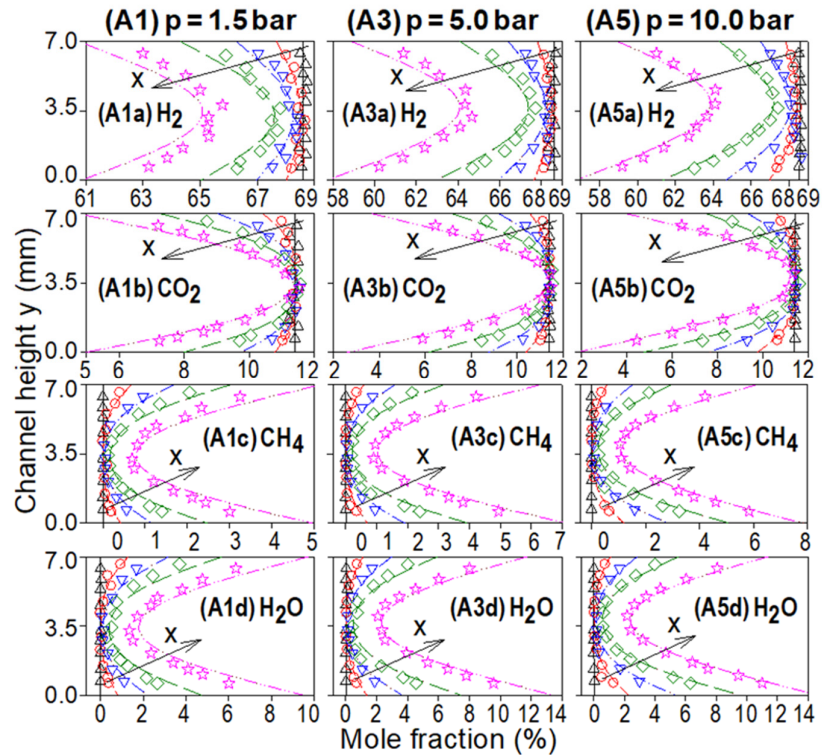 (A1) p = 1.5 bar (A3) p = 5.0 bar (A5) p = 10.0 bar
7.0
3.5
0.0
X
(A1a) H2
X
(A3a) H2
X
(A5a) H2
61 63 65 67 69
58 60 62 64 66 68 69
58 60 62 64 66 68 69
7.0
3.5
0.0
X
(A1b) CO2
X
(A3b) CO2
X
(A5b) CO2
5 6 7 8 9 10 11 12
2 4 6 8 10 12
2 4 6 8 10 12
7.0
3.5
0.0
X
(A1c) CH4
X
(A3c) CH4
X
(A5c) CH4
0 1 2 3 4 5
0 1 2 3 4 5 6 7
0 2 4 6 8
7.0
3.5
0.0
X
(A1d) H2O
X
(A3d) H2O
X
(A5d) H2O
0 2 4 6 8 10
0 2 4 6 8 10 12 14
0 2 4 6 8 10 12 14
Channel height y (mm)
Mole fraction (%)